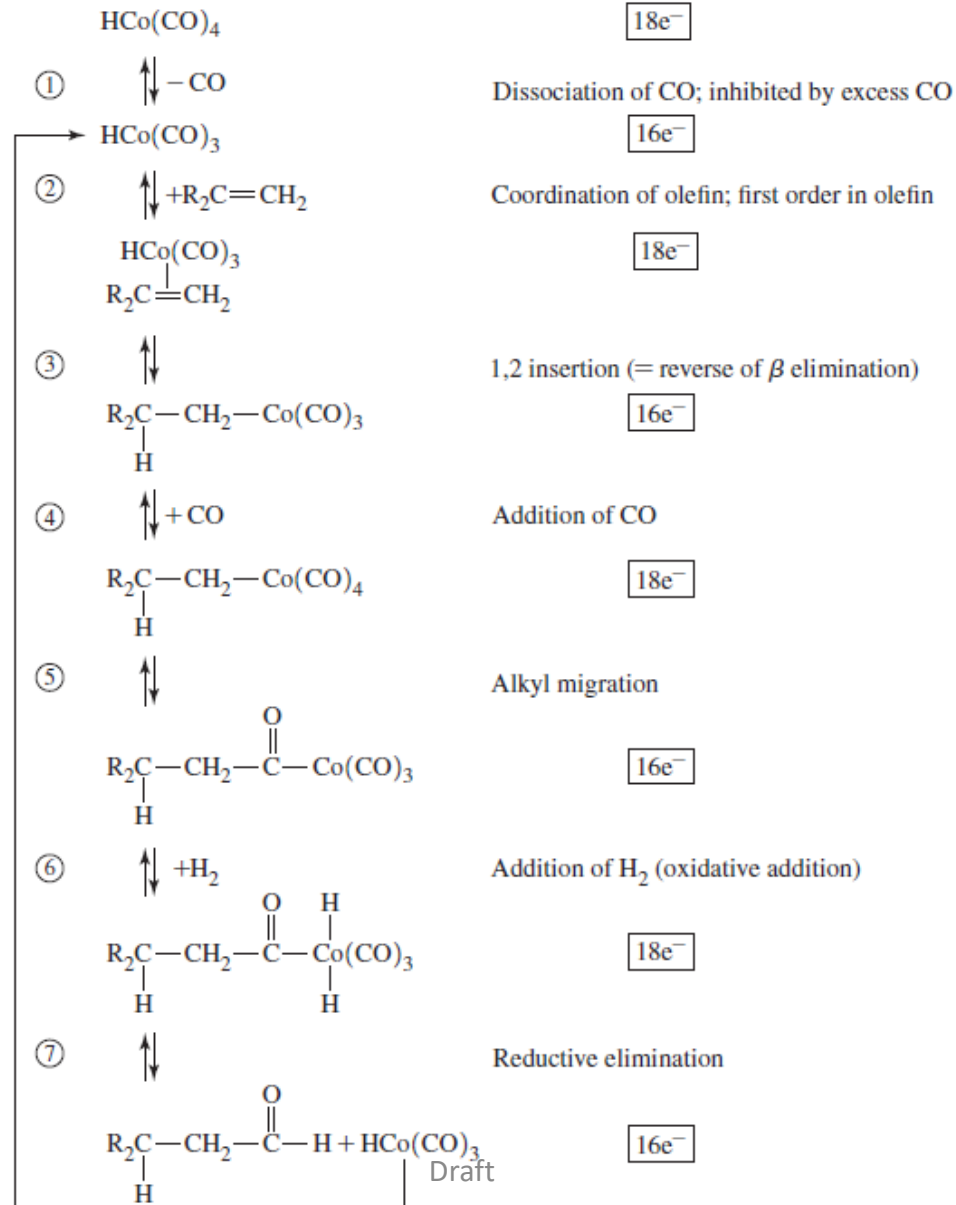 HCo(CO)₄ 18e⁻
① − CO Dissociation of CO; inhibited by excess CO
HCo(CO)₃ 16e⁻
② +R₂C=CH₂ Coordination of olefin; first order in olefin
HCo(CO)₃ 18e⁻
R₂C=CH₂
③ 1,2 insertion (= reverse of β elimination)
R₂C—CH₂—Co(CO)₃ 16e⁻
H
④ + CO Addition of CO
R₂C—CH₂—Co(CO)₄ 18e⁻
H
⑤ Alkyl migration
O
R₂C—CH₂—C—Co(CO)₃ 16e⁻
H
⑥ +H₂ Addition of H₂ (oxidative addition)
O H
R₂C—CH₂—C—Co(CO)₃ 18e⁻
H H
⑦ Reductive elimination
O
R₂C—CH₂—C—H + HCo(CO)₃ 16e⁻
Draft
H